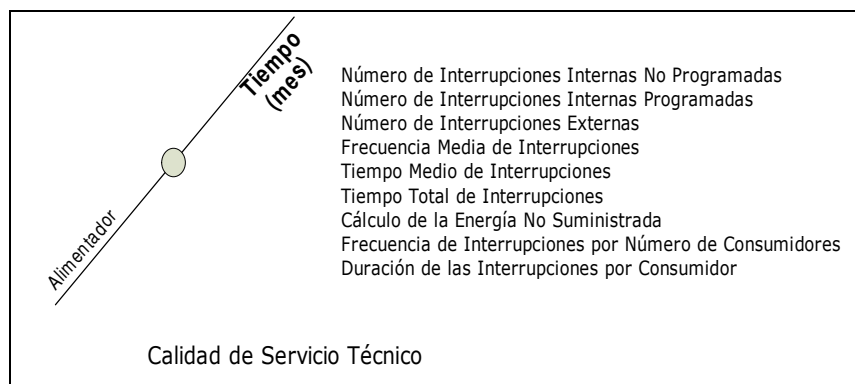 Tiempo
(mes)
Alimentador
Número de Interrupciones Internas No Programadas
Número de Interrupciones Internas Programadas
Número de Interrupciones Externas
Frecuencia Media de Interrupciones
Tiempo Medio de Interrupciones
Tiempo Total de Interrupciones
Cálculo de la Energía No Suministrada
Frecuencia de Interrupciones por Número de Consumidores
Duración de las Interrupciones por Consumidor
Calidad de Servicio Técnico